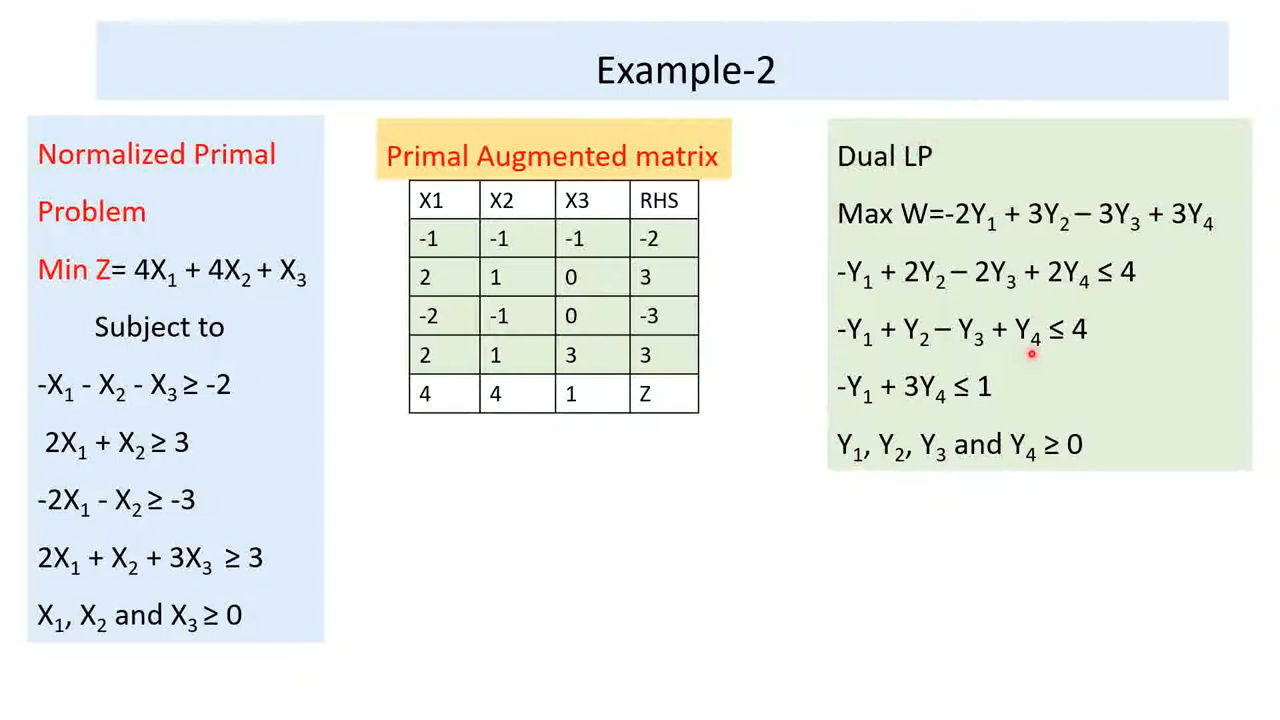 Example-2
Normalized Primal
Problem
Min Z= 4X₁ + 4X₂ + X₃
Subject to
-X₁ - X₂ - X₃ ≥ -2
2X₁ + X₂ ≥ 3
-2X₁ - X₂ ≥ -3
2X₁ + X₂ + 3X₃ ≥ 3
X₁, X₂ and X₃ ≥ 0
Primal Augmented matrix
X1 X2 X3 RHS
-1 -1 -1 -2
2 1 0 3
-2 -1 0 -3
2 1 3 3
4 4 1 Z
Dual LP
Max W=-2Y₁ + 3Y₂ – 3Y₃ + 3Y₄
-Y₁ + 2Y₂ – 2Y₃ + 2Y₄ ≤ 4
-Y₁ + Y₂ – Y₃ + Y₄ ≤ 4
-Y₁ + 3Y₄ ≤ 1
Y₁, Y₂, Y₃ and Y₄ ≥ 0